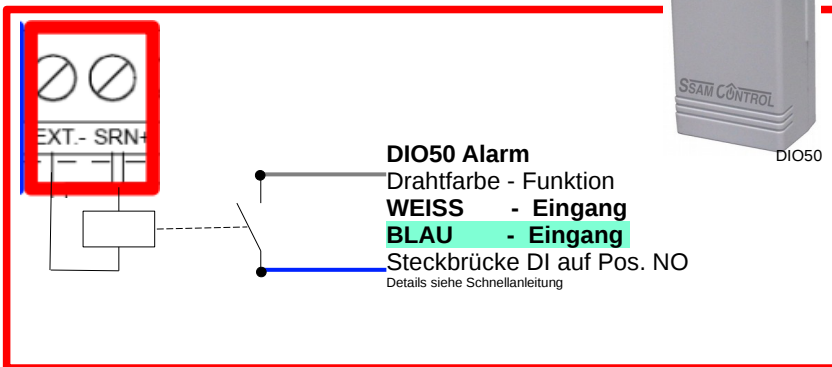 EXT.- SRN+
SSAM CONTROL
DIO50
DIO50 Alarm
Drahtfarbe - Funktion
WEISS - Eingang
BLAU - Eingang
Steckbrücke DI auf Pos. NO
Details siehe Schnellanleitung